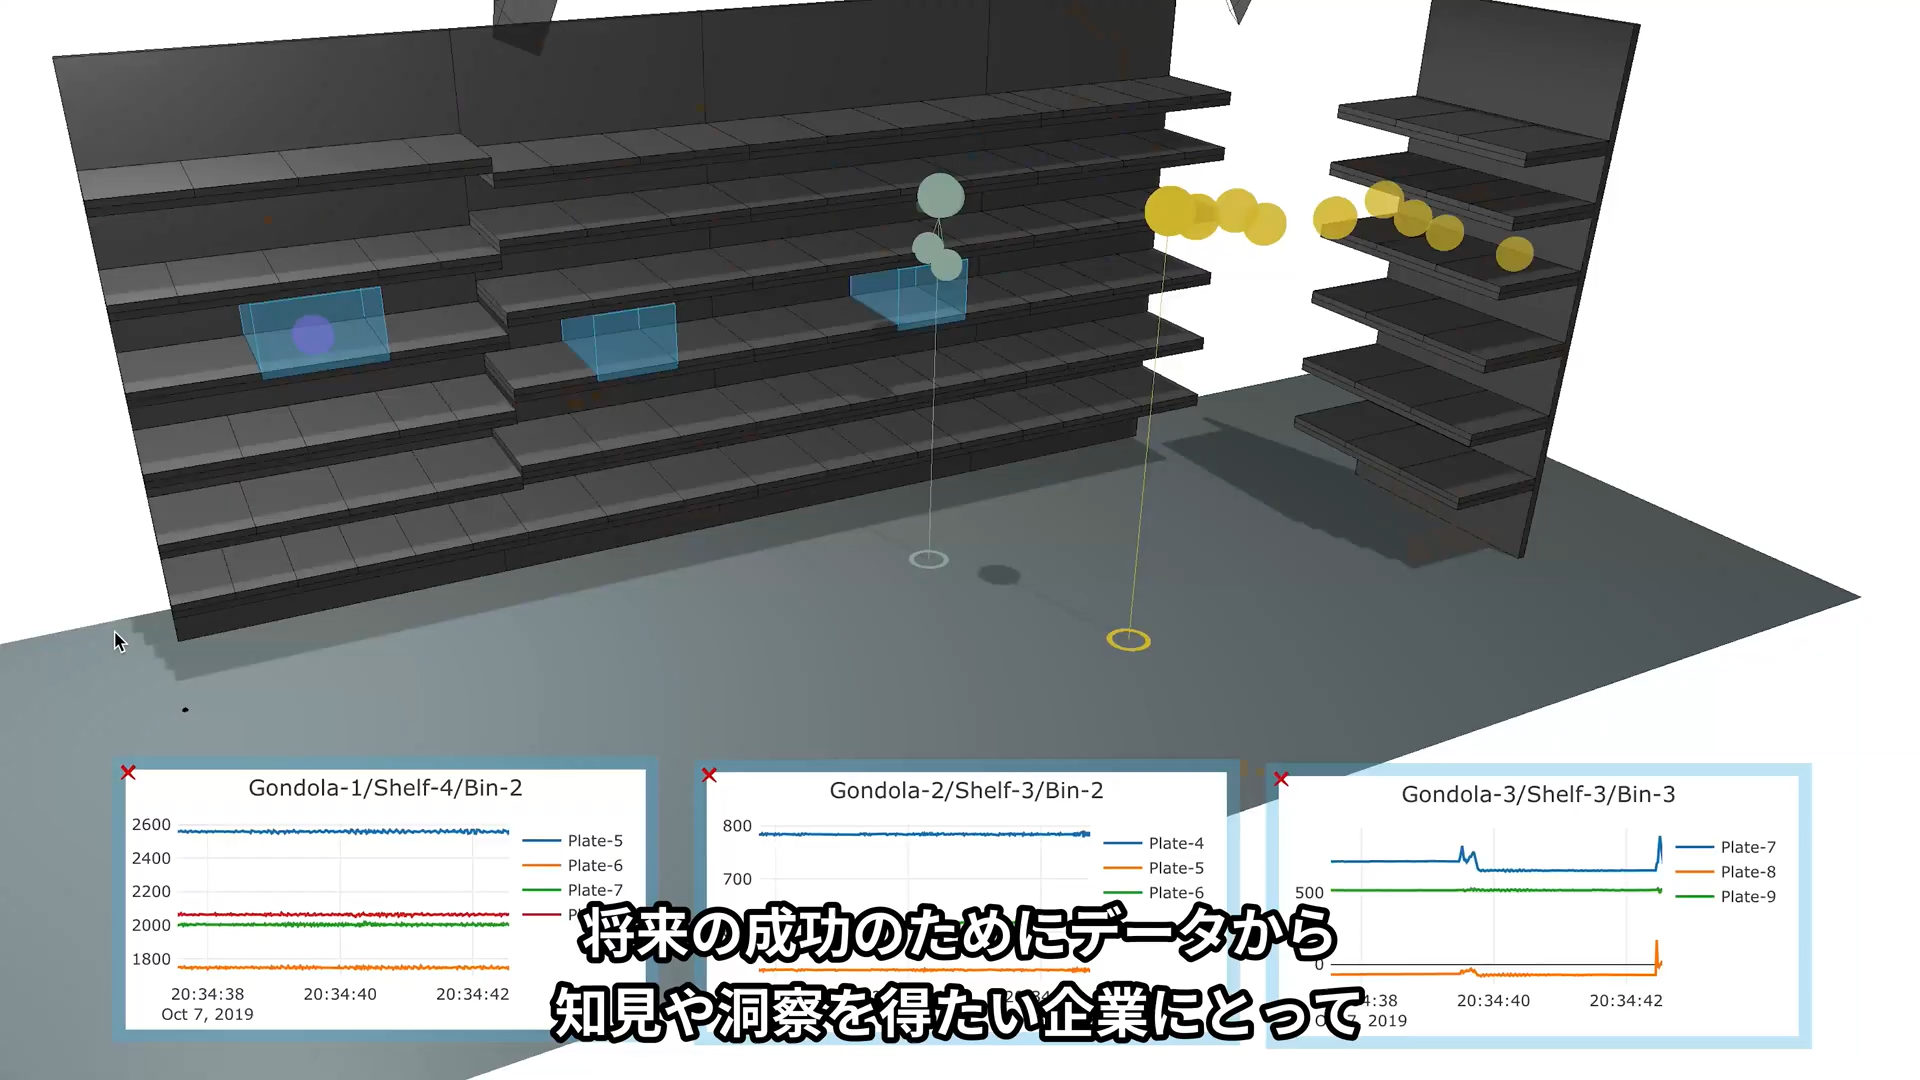 Gondola-1/Shelf-4/Bin-2
2600
2400
2200
2000
1800
Plate-5
Plate-6
Plate-7
20:34:38
20:34:40
20:34:42
Oct 7, 2019
Gondola-2/Shelf-3/Bin-2
800
700
Plate-4
Plate-5
Plate-6
Gondola-3/Shelf-3/Bin-3
500
0
Plate-7
Plate-8
Plate-9
20:34:40
20:34:42
2019
将来の成功のためにデータから
知見や洞察を得たい企業にとって